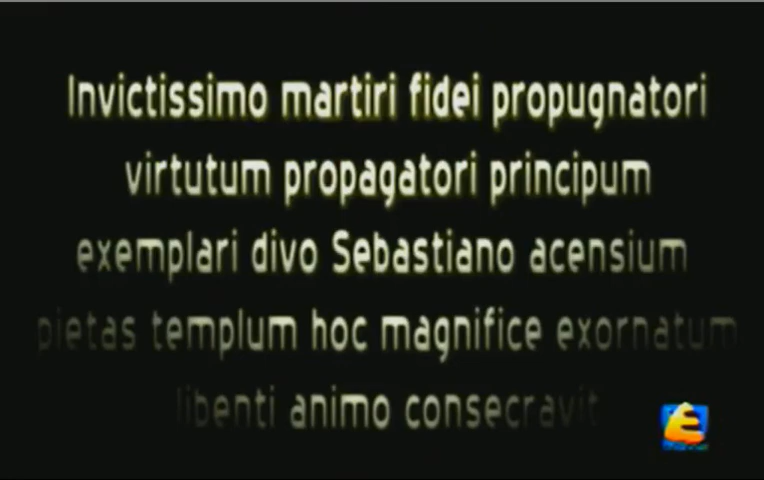 Invictissimo martiri fidei propugnatori
virtutum propagatori principum
exemplari divo Sebastiano acensium
pietas templum hoc magnifice exornatum
libenti animo consecravit